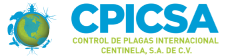 CPICSA
CONTROL DE PLAGAS INTERNACIONAL
CENTINELA, S.A. DE C.V.